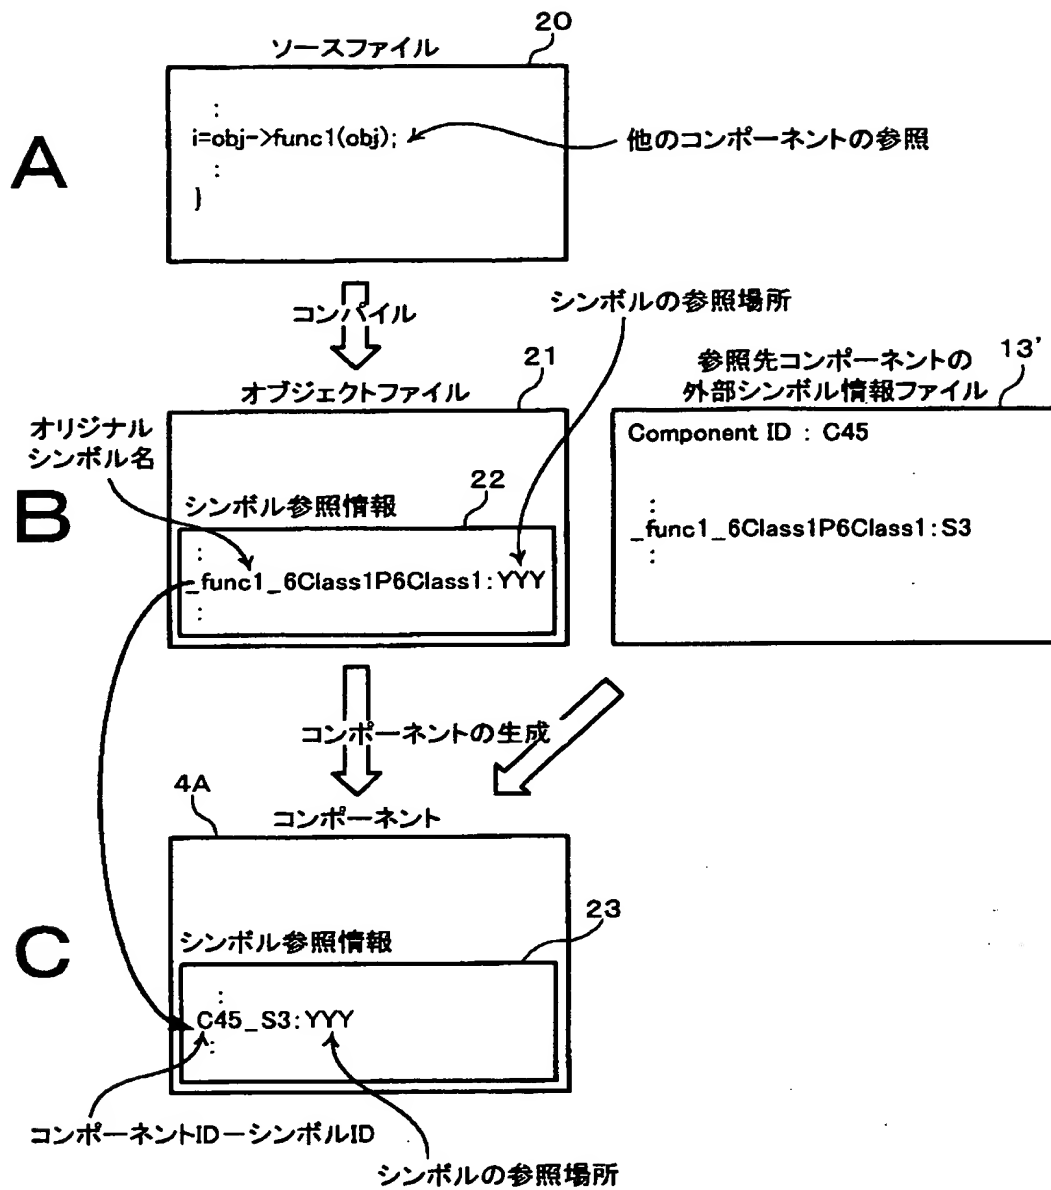 A
20
ソースファイル
:
i=obj->func1(obj);
他のコンポーネントの参照
:
}
コンパイル
シンボルの参照場所
B
21
オブジェクトファイル
参照先コンポーネントの
外部シンボル情報ファイル
13'
オリジナル
シンボル名
Component ID : C45
シンボル参照情報
22
:
_func1_6Class1P6Class1:S3
:
:
_func1_6Class1P6Class1:YYY
:
コンポーネントの生成
4A
コンポーネント
C
シンボル参照情報
23
:
C45_S3:YYY
:
コンポーネントID−シンボルID
シンボルの参照場所